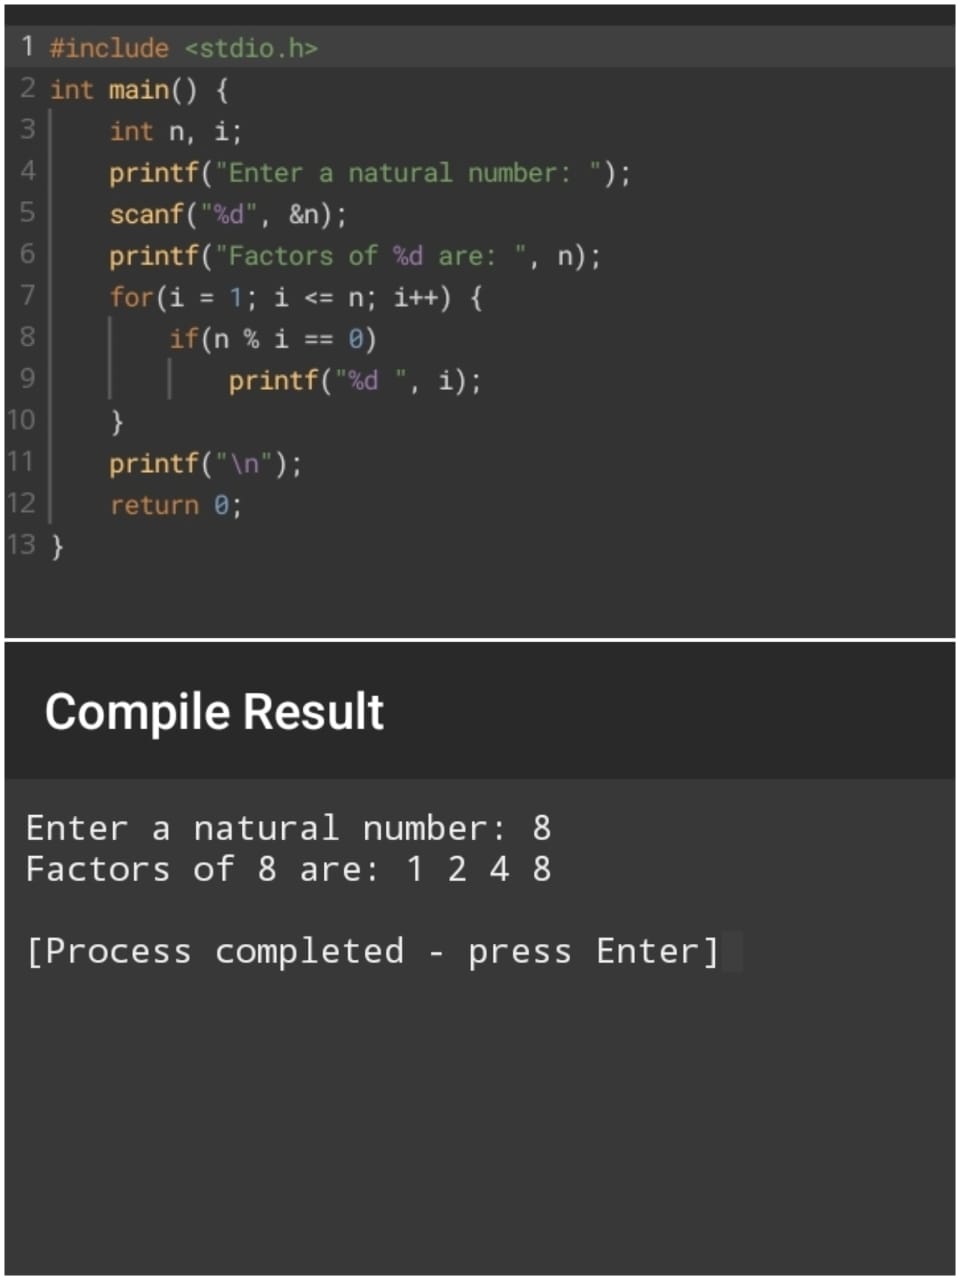 1 #include <stdio.h>
2 int main() {
3     int n, i;
4     printf("Enter a natural number: ");
5     scanf("%d", &n);
6     printf("Factors of %d are: ", n);
7     for(i = 1; i <= n; i++) {
8         if(n % i == 0)
9             printf("%d ", i);
10     }
11     printf("\n");
12     return 0;
13 }
Compile Result
Enter a natural number: 8
Factors of 8 are: 1 2 4 8
[Process completed - press Enter]